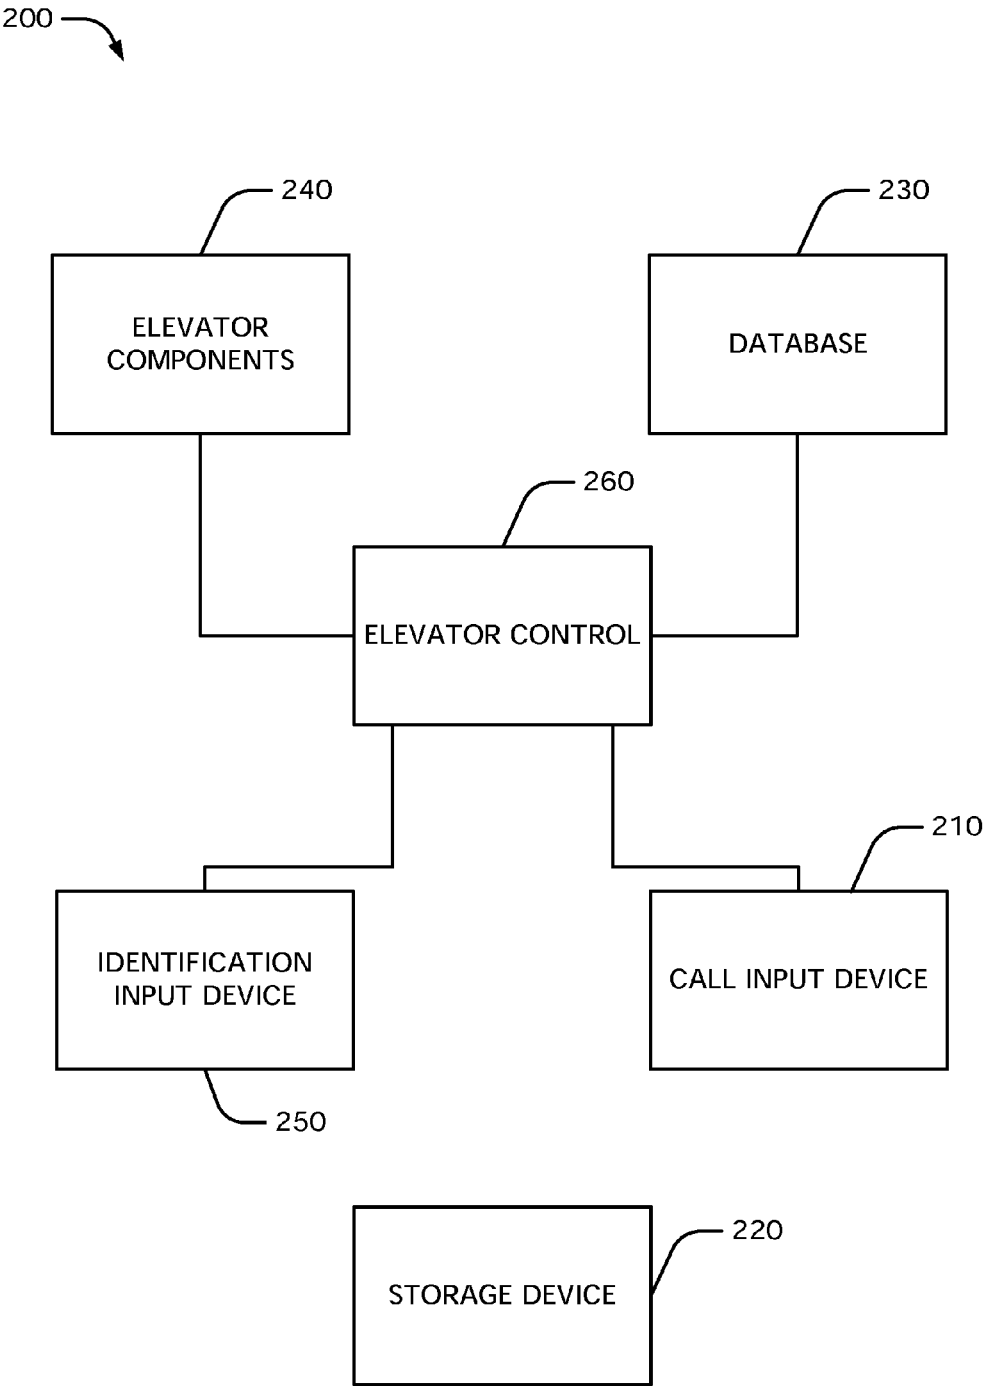 200
240
230
ELEVATOR
COMPONENTS
DATABASE
260
ELEVATOR CONTROL
210
IDENTIFICATION
INPUT DEVICE
CALL INPUT DEVICE
250
220
STORAGE DEVICE